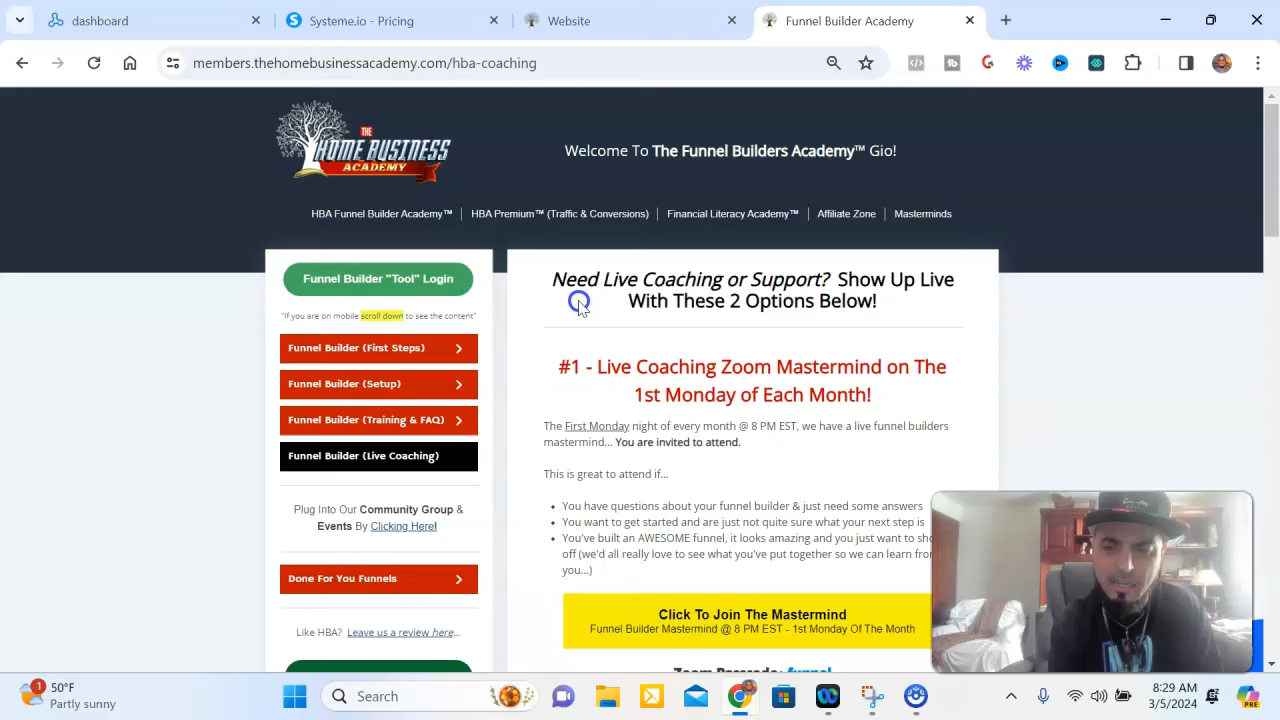 dashboard
Systeme.io - Pricing
Website
Funnel Builder Academy
members.thehomebusinessacademy.com/hba-coaching
THE
HOME BUSINESS
ACADEMY
Welcome To The Funnel Builders Academy™ Gio!
HBA Funnel Builder Academy™
HBA Premium™ (Traffic & Conversions)
Financial Literacy Academy™
Affiliate Zone
Masterminds
Funnel Builder "Tool" Login
"If you are on mobile scroll down to see the content"
Funnel Builder (First Steps)
Funnel Builder (Setup)
Funnel Builder (Training & FAQ)
Funnel Builder (Live Coaching)
Plug Into Our Community Group &
Events By Clicking Here!
Done For You Funnels
Like HBA? Leave us a review here...
Need Live Coaching or Support? Show Up Live
With These 2 Options Below!
#1 - Live Coaching Zoom Mastermind on The
1st Monday of Each Month!
The First Monday night of every month @ 8 PM EST, we have a live funnel builders
mastermind... You are invited to attend.
This is great to attend if...
You have questions about your funnel builder & just need some answers
You want to get started and are just not quite sure what your next step is
You've built an AWESOME funnel, it looks amazing and you just want to
off (we'd all really love to see what you've put together so we can learn
you...)
Click To Join The Mastermind
Funnel Builder Mastermind @ 8 PM EST - 1st Monday Of The Month
Zoom Passcode: funnel
1
50°F
Partly sunny
Search
8:29 AM
3/5/2024
PRE